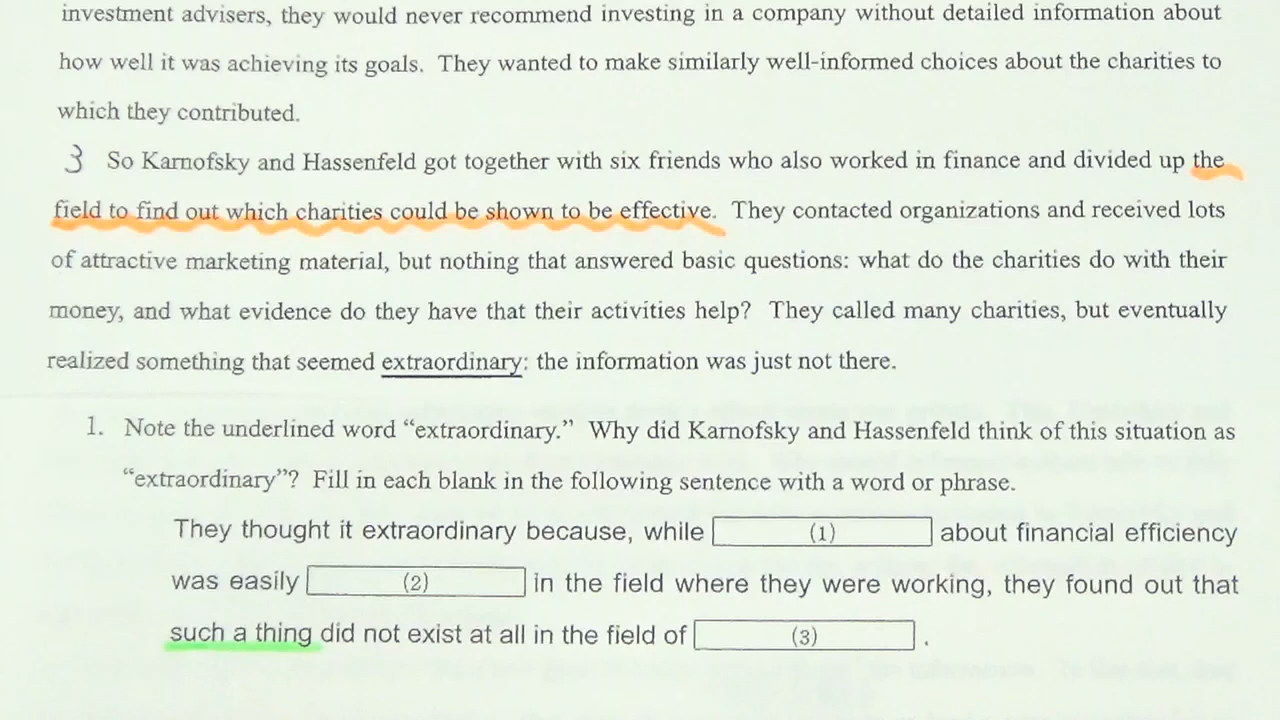 investment advisers, they would never recommend investing in a company without detailed information about
how well it was achieving its goals. They wanted to make similarly well-informed choices about the charities to
which they contributed.
3 So Karnofsky and Hassenfeld got together with six friends who also worked in finance and divided up the
field to find out which charities could be shown to be effective. They contacted organizations and received lots
of attractive marketing material, but nothing that answered basic questions: what do the charities do with their
money, and what evidence do they have that their activities help? They called many charities, but eventually
realized something that seemed extraordinary: the information was just not there.
1. Note the underlined word “extraordinary.” Why did Karnofsky and Hassenfeld think of this situation as
“extraordinary”? Fill in each blank in the following sentence with a word or phrase.
They thought it extraordinary because, while (1) about financial efficiency
was easily (2) in the field where they were working, they found out that
such a thing did not exist at all in the field of (3) .